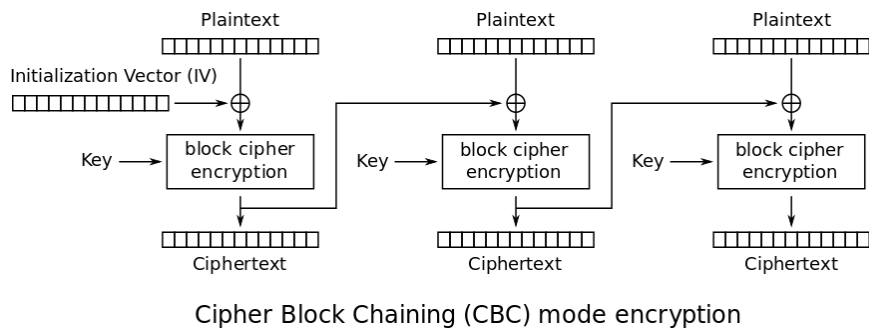 Plaintext
Plaintext
Plaintext
Initialization Vector (IV)
Key
block cipher
encryption
Key
block cipher
encryption
Key
block cipher
encryption
Ciphertext
Ciphertext
Ciphertext
Cipher Block Chaining (CBC) mode encryption